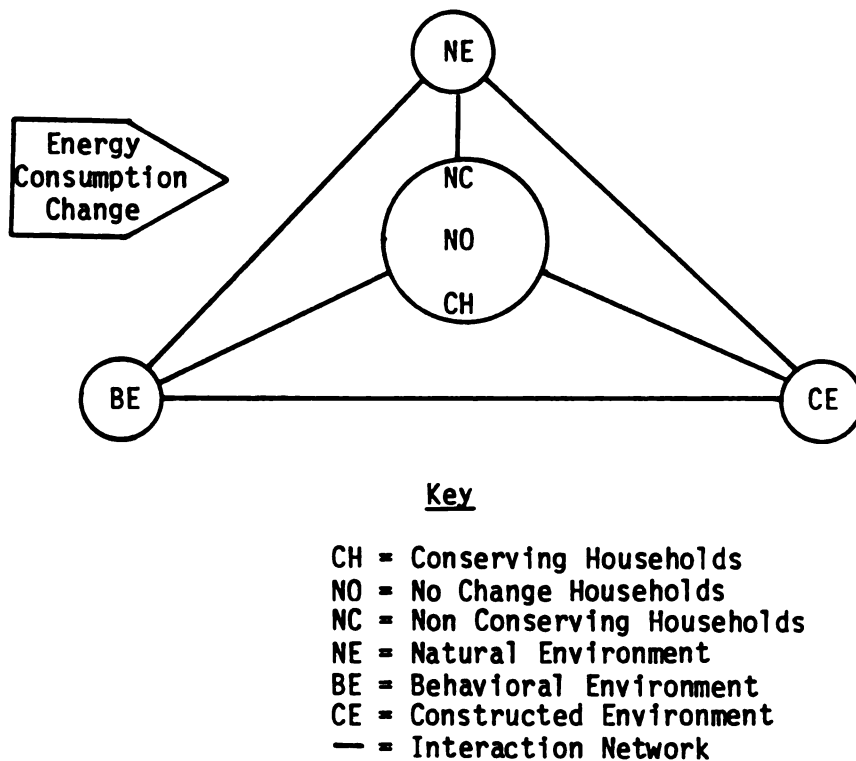 NE
Energy
Consumption
Change
NC
NO
CH
BE
CE
Key
CH = Conserving Households
NO = No Change Households
NC = Non Conserving Households
NE = Natural Environment
BE = Behavioral Environment
CE = Constructed Environment
— = Interaction Network